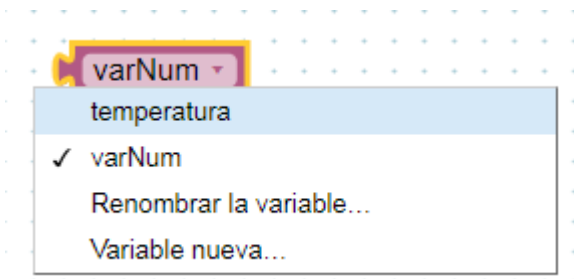 varNum
temperatura
✓ varNum
Renombrar la variable...
Variable nueva...